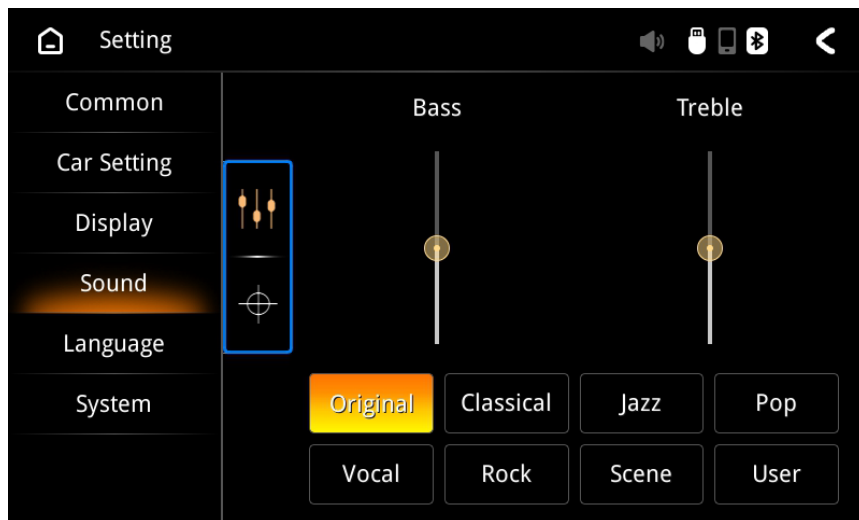 Setting
Common
Car Setting
Display
Sound
Language
System
Bass Treble
Original Classical Jazz Pop
Vocal Rock Scene User